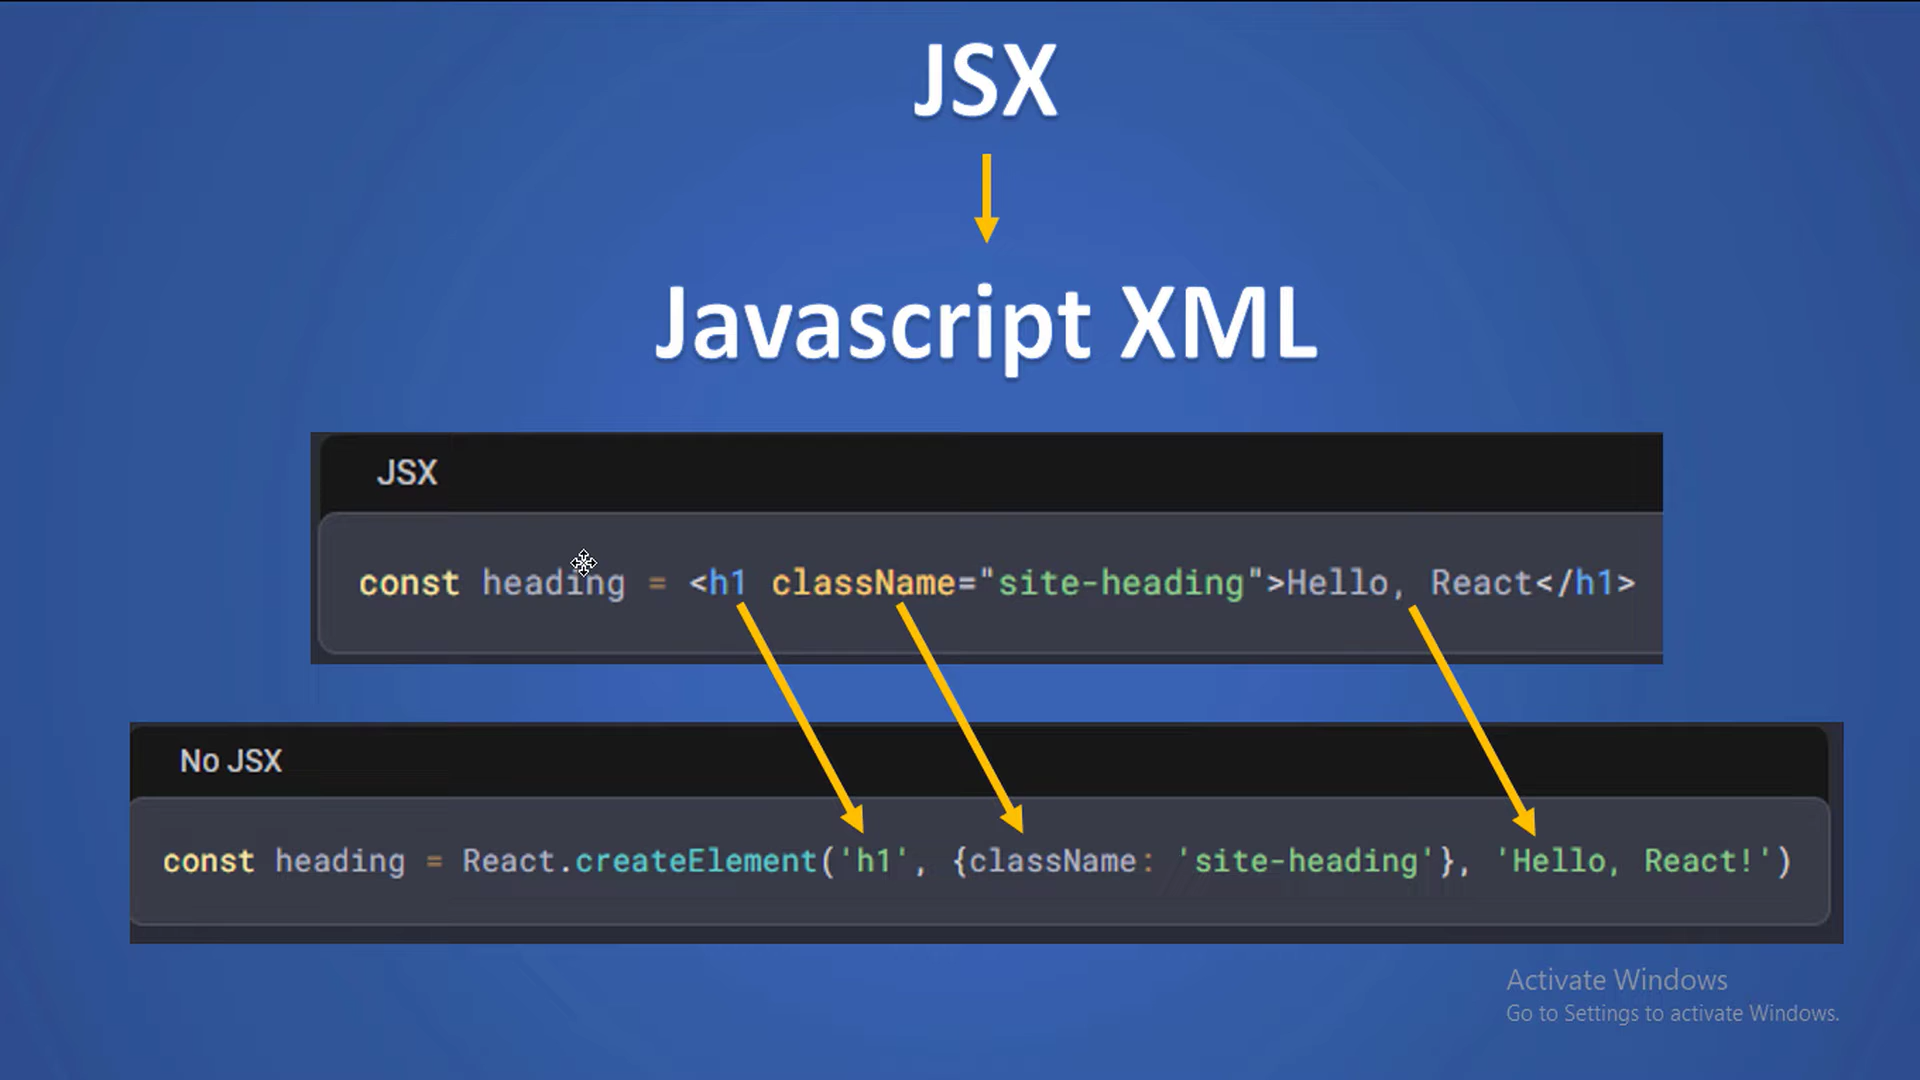 JSX
Javascript XML
JSX
const heading = <h1 className="site-heading">Hello, React</h1>
No JSX
const heading = React.createElement('h1', {className: 'site-heading'}, 'Hello, React!')
Activate Windows
Go to Settings to activate Windows.